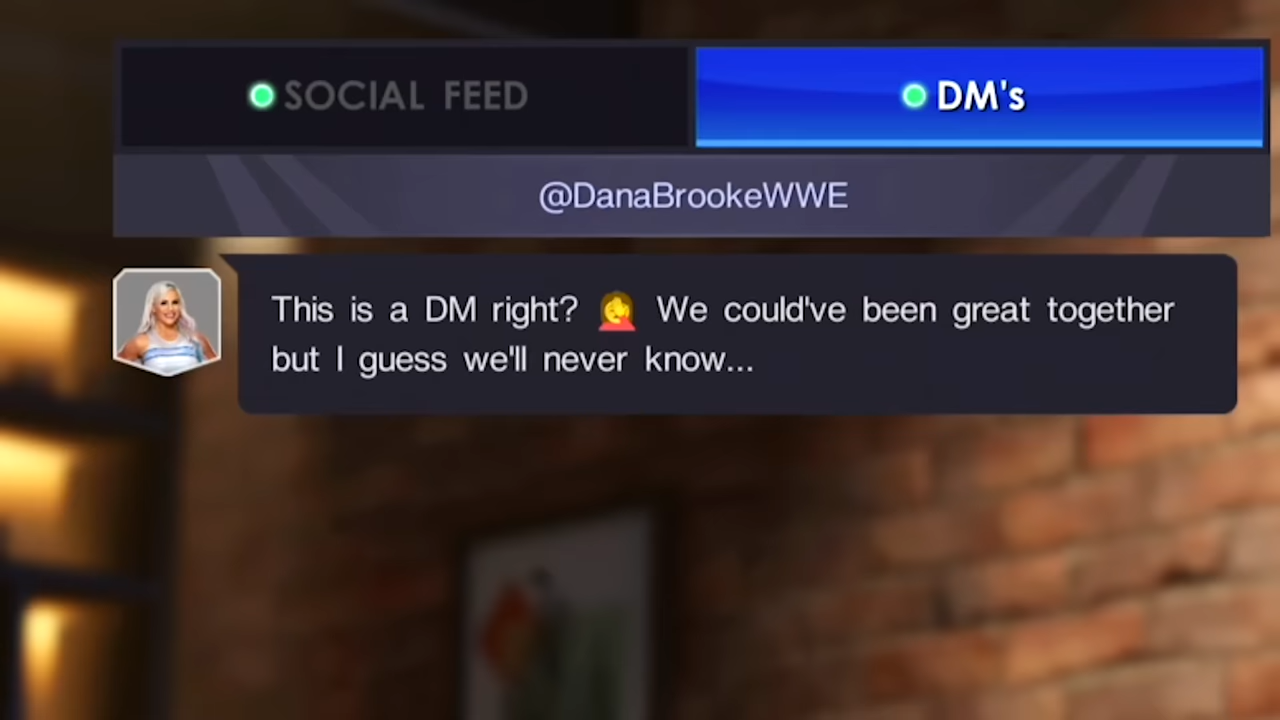 SOCIAL FEED
DM's
@DanaBrookeWWE
This is a DM right? 🤦‍♀️ We could've been great together
but I guess we'll never know...